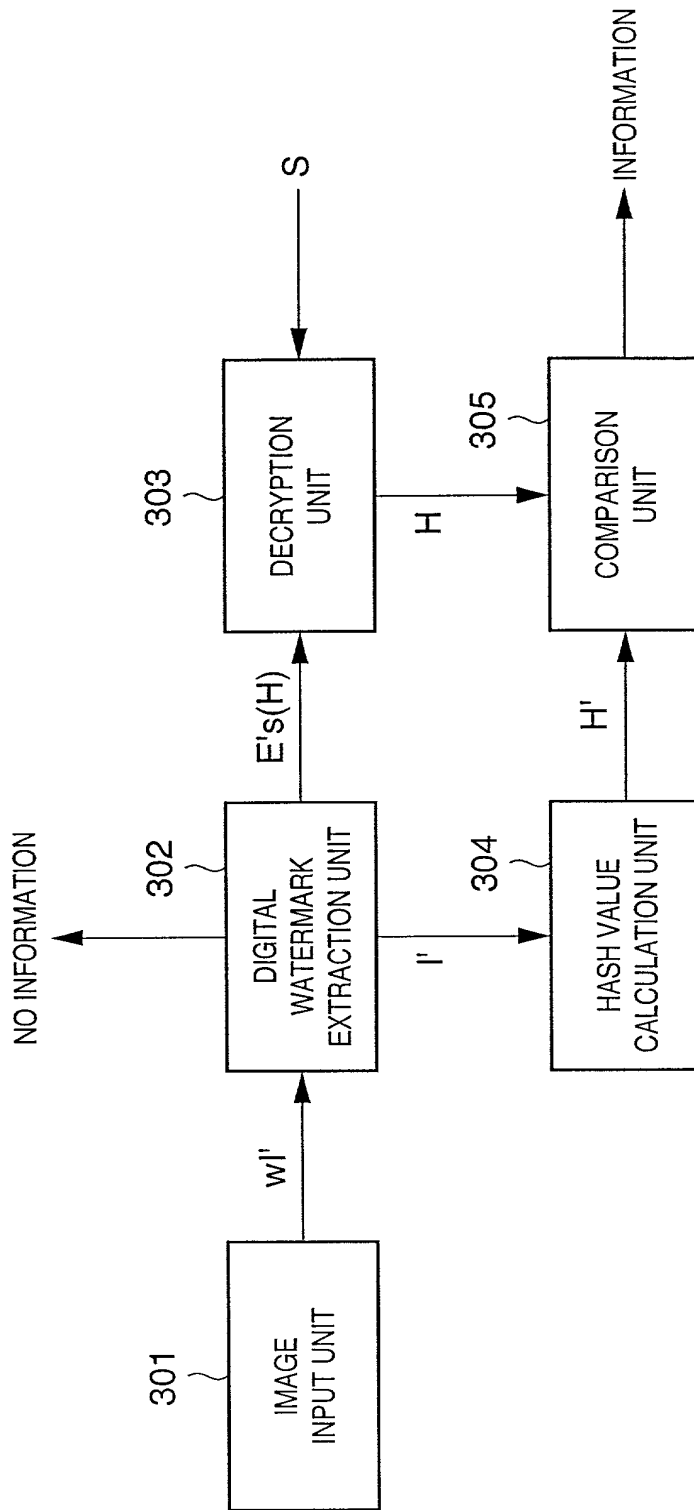 NO INFORMATION
301
IMAGE
INPUT UNIT
wI'
302
DIGITAL
WATERMARK
EXTRACTION UNIT
E's(H)
303
DECRYPTION
UNIT
S
I'
H
304
HASH VALUE
CALCULATION UNIT
H'
305
COMPARISON
UNIT
INFORMATION